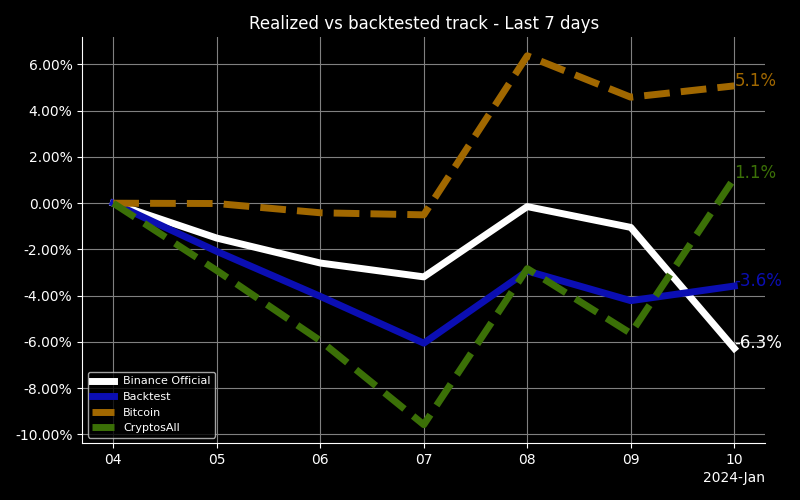 Realized vs backtested track - Last 7 days
6.00%
4.00%
2.00%
0.00%
-2.00%
-4.00%
-6.00%
-8.00%
-10.00%
5.1%
1.1%
-3.6%
-6.3%
Binance Official
Backtest
Bitcoin
CryptosAll
04 05 06 07 08 09 10
2024-Jan